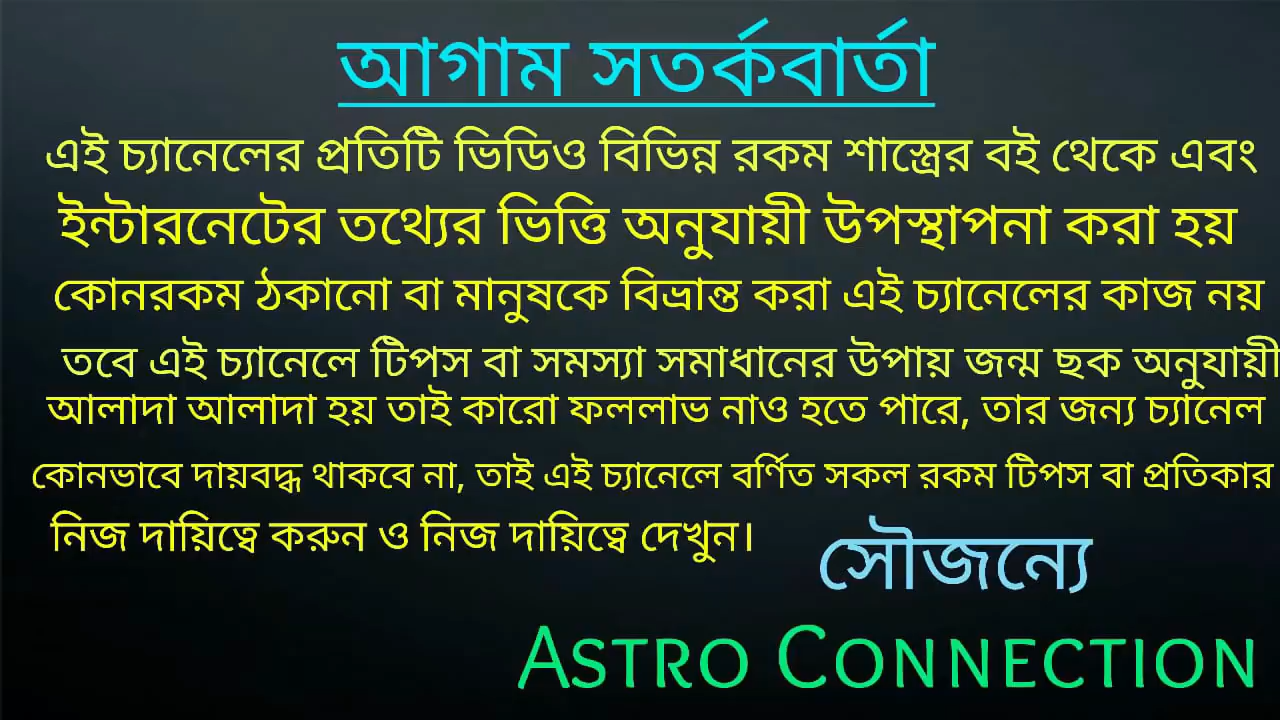 আগাম সতর্কবার্তা
এই চ্যানেলের প্রতিটি ভিডিও বিভিন্ন রকম শাস্ত্রের বই থেকে এবং
ইন্টারনেটের তথ্যের ভিত্তি অনুযায়ী উপস্থাপনা করা হয়
কোনরকম ঠকানো বা মানুষকে বিভ্রান্ত করা এই চ্যানেলের কাজ নয়
তবে এই চ্যানেলে টিপস বা সমস্যা সমাধানের উপায় জন্ম ছক অনুযায়ী
আলাদা আলাদা হয় তাই কারো ফললাভ নাও হতে পারে, তার জন্য চ্যানেল
কোনভাবে দায়বদ্ধ থাকবে না, তাই এই চ্যানেলে বর্ণিত সকল রকম টিপস বা প্রতিকার
নিজ দায়িত্বে করুন ও নিজ দায়িত্বে দেখুন।
সৌজন্যে
ASTRO CONNECTION